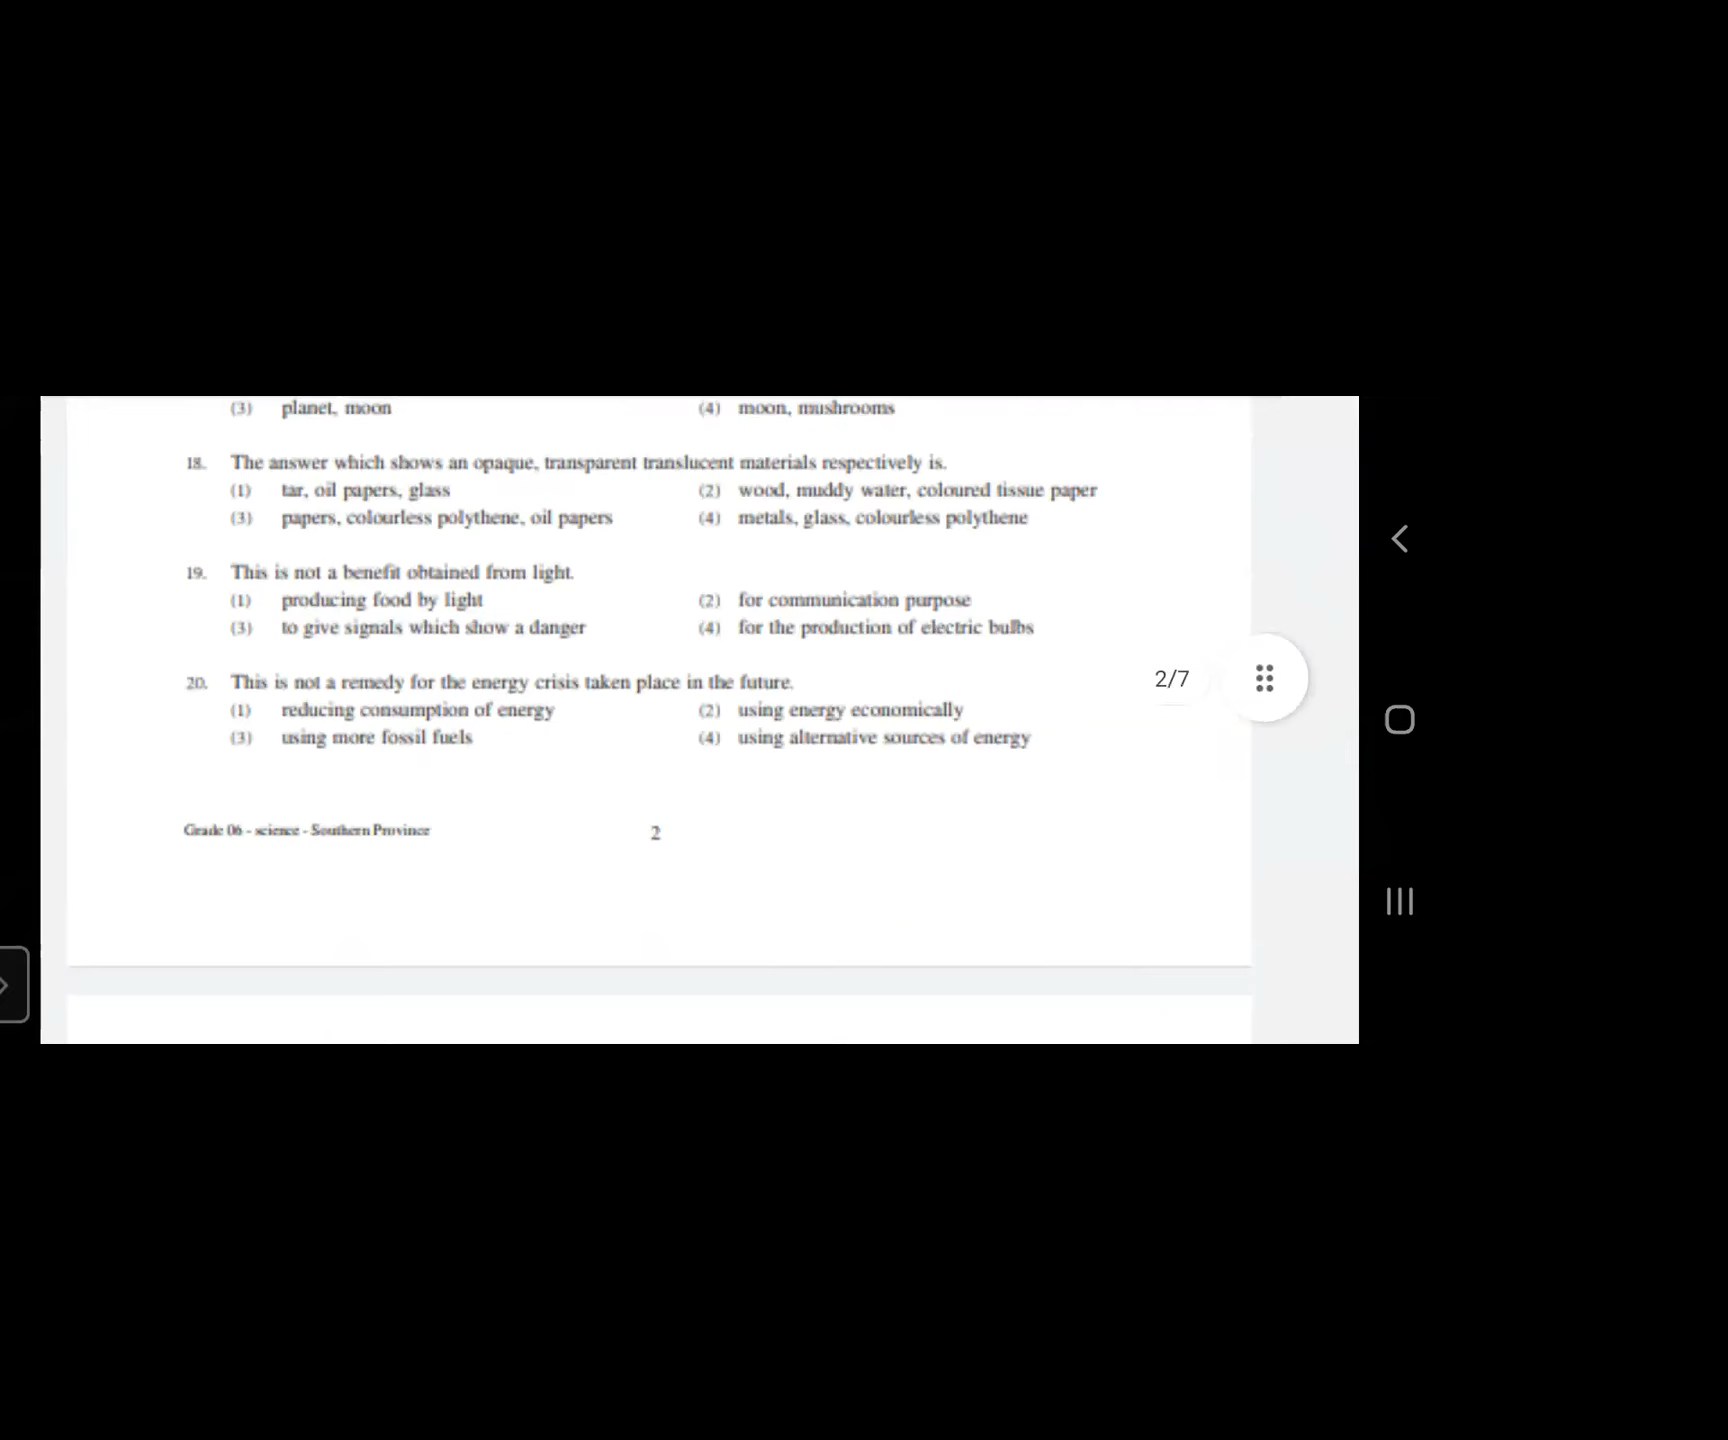 (3) planet, moon (4) moon, mushrooms
18. The answer which shows an opaque, transparent translucent materials respectively is.
(1) tar, oil papers, glass (2) wood, muddy water, coloured tissue paper
(3) papers, colourless polythene, oil papers (4) metals, glass, colourless polythene
19. This is not a benefit obtained from light.
(1) producing food by light (2) for communication purpose
(3) to give signals which show a danger (4) for the production of electric bulbs
20. This is not a remedy for the energy crisis taken place in the future.
2/7
(1) reducing consumption of energy (2) using energy economically
(3) using more fossil fuels (4) using alternative sources of energy
Grade 06 - science - Southern Province 2